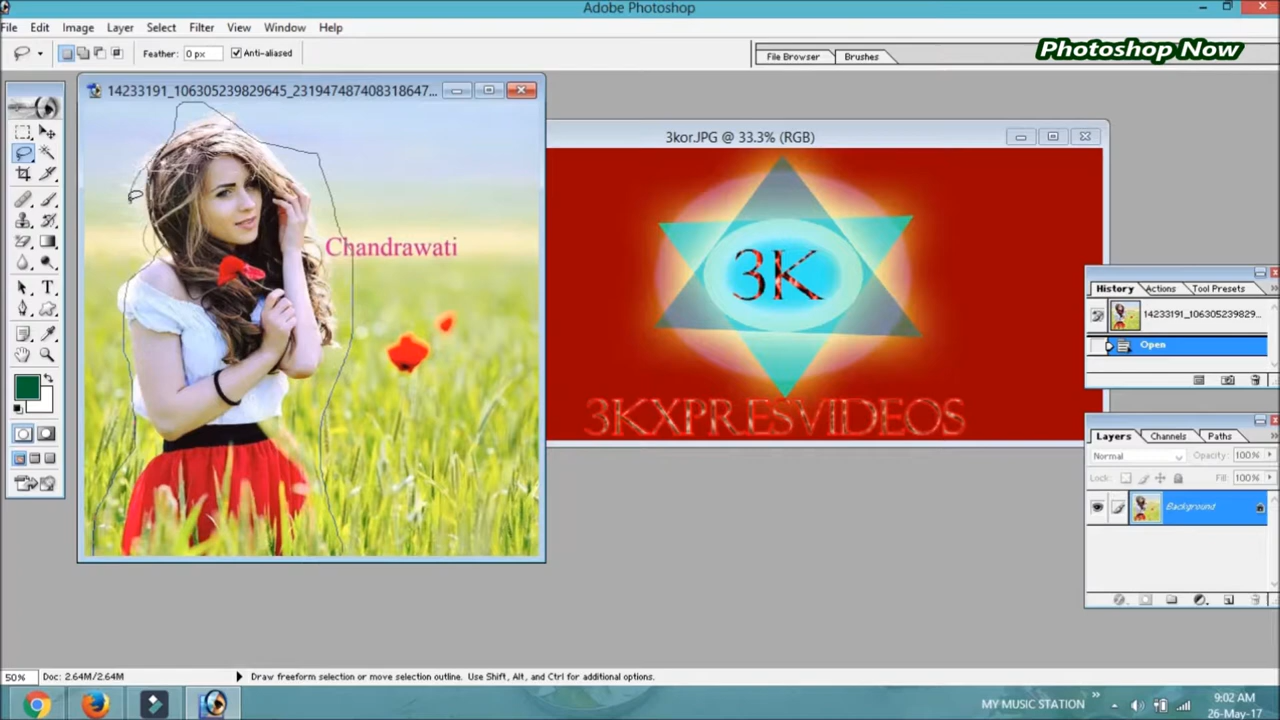 Adobe Photoshop
File Edit Image Layer Select Filter View Window Help
Feather: 0 px Anti-aliased
File Browser Brushes
Photoshop Now
14233191_106305239829645_231947487408318647...
3kor.JPG @ 33.3% (RGB)
Chandrawati
3K
3KXPRESVIDEOS
History Actions Tool Presets
14233191_106305239829...
Open
Layers Channels Paths
Normal Opacity: 100%
Lock: Fill: 100%
Background
50% Doc: 2.64M/2.64M Draw freeform selection or move selection outline. Use Shift, Alt, and Ctrl for additional options.
MY MUSIC STATION
9:02 AM
26-May-17